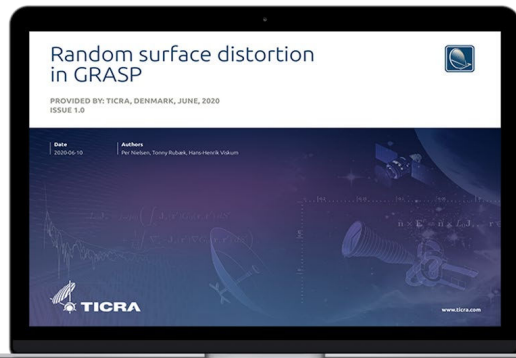 Random surface distortion
in GRASP
PROVIDED BY: TICRA, DENMARK, JUNE, 2020
ISSUE 1.0
Date
2020-06-10
Authors
Per Nielsen, Tonny Rubæk, Hans-Henrik Viskum
TICRA
www.ticra.com